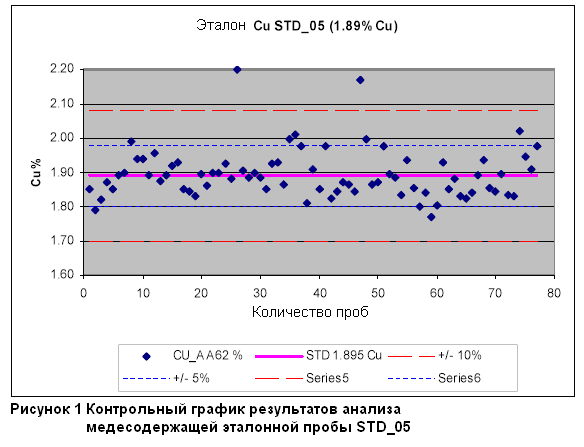 Эталон Cu STD_05 (1.89% Cu)
2.20
2.10
2.00
1.90
1.80
1.70
1.60
Cu %
0 10 20 30 40 50 60 70 80
Количество проб
CU_AA62 % STD 1.895 Cu +/- 10%
+/- 5% Series5 Series6
Рисунок 1 Контрольный график результатов анализа
медесодержащей эталонной пробы STD_05